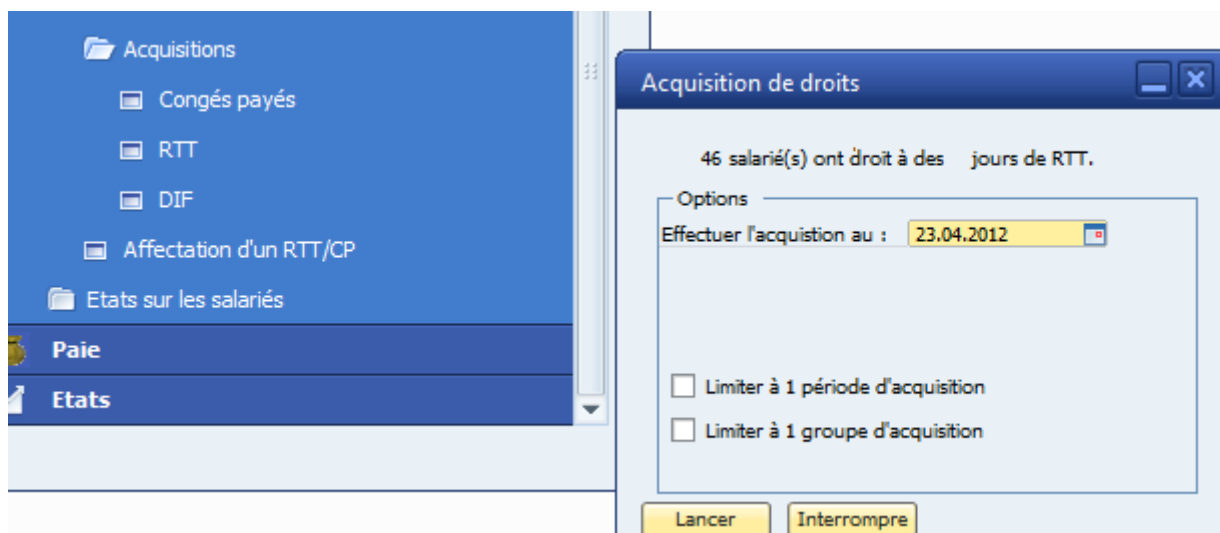 Acquisitions
Congés payés
RTT
DIF
Affectation d'un RTT/CP
Etats sur les salariés
Paie
Etats
Acquisition de droits
46 salarié(s) ont droit à des jours de RTT.
Options
Effectuer l'acquistion au : 23.04.2012
Limiter à 1 période d'acquisition
Limiter à 1 groupe d'acquisition
Lancer Interrompre